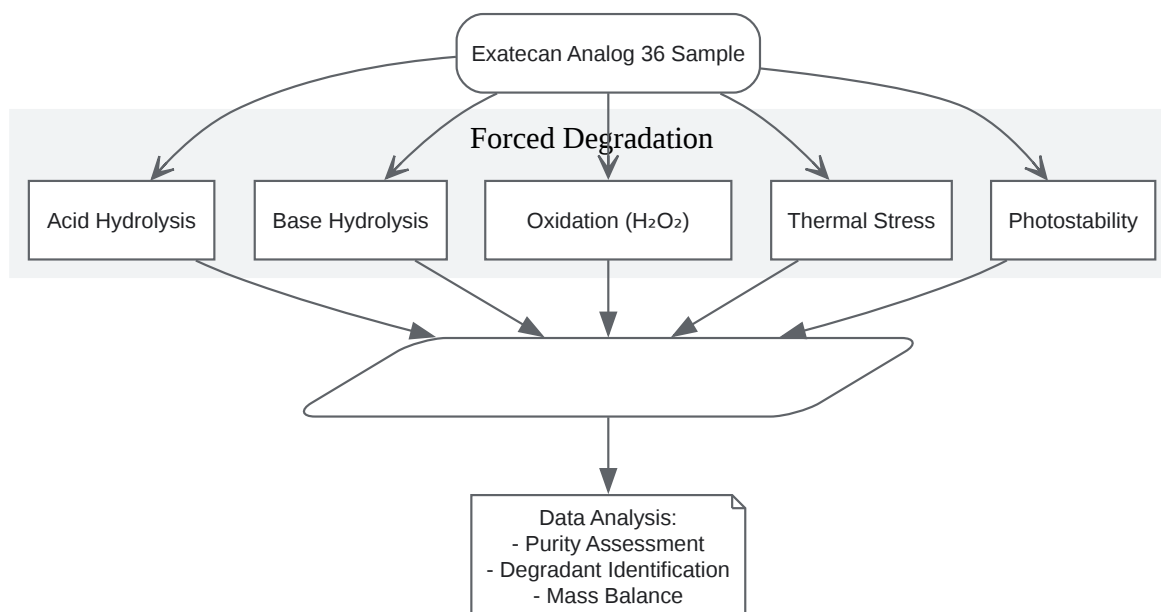 Exatecan Analog 36 Sample
Forced Degradation
Acid Hydrolysis
Base Hydrolysis
Oxidation (H₂O₂)
Thermal Stress
Photostability
Data Analysis:
- Purity Assessment
- Degradant Identification
- Mass Balance